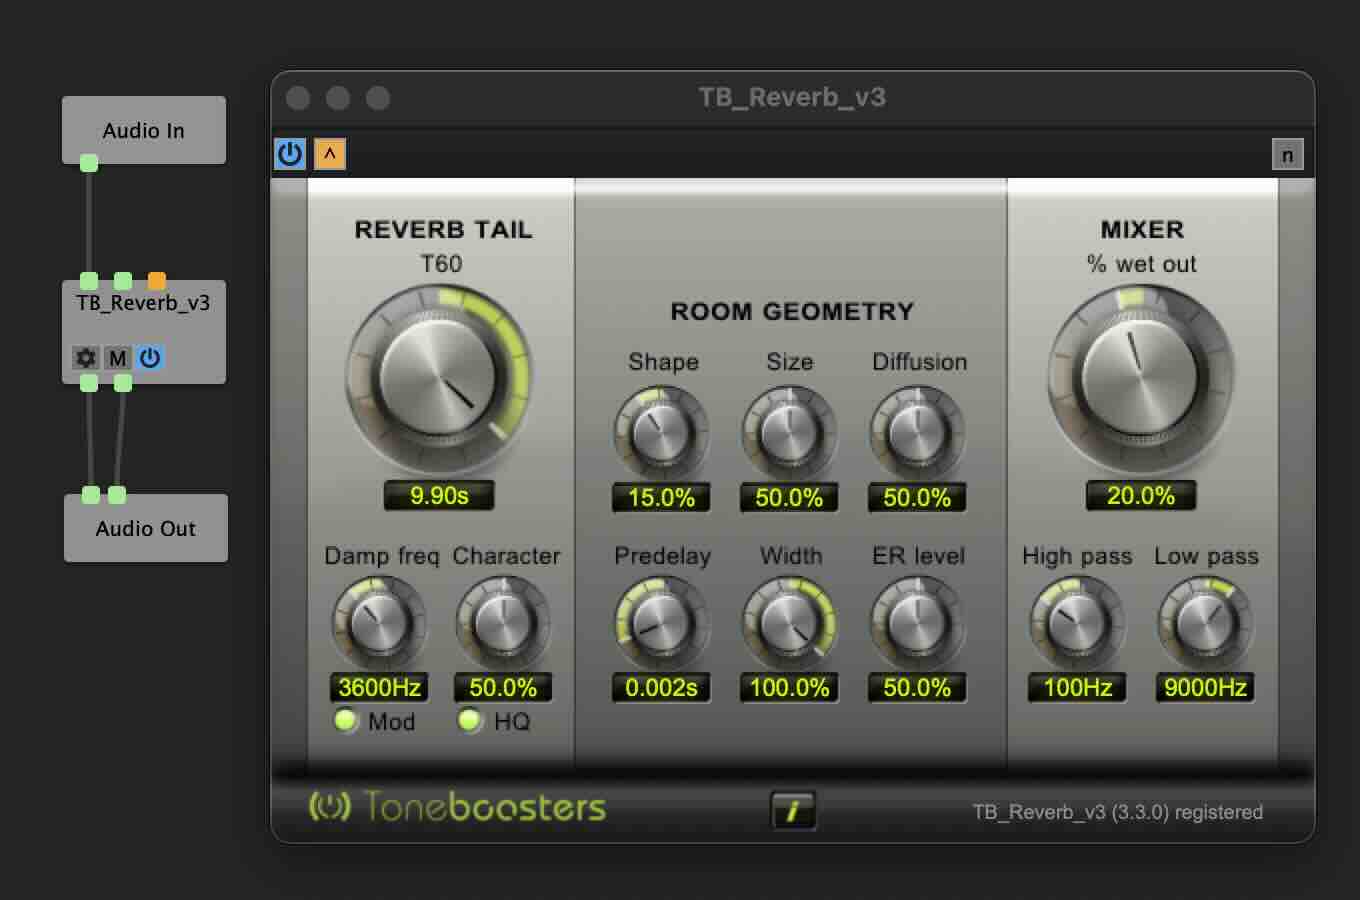 TB_Reverb_v3
Audio In
^
n
REVERB TAIL
T60
MIXER
% wet out
TB_Reverb_v3
M
ROOM GEOMETRY
Shape Size Diffusion
9.90s
15.0% 50.0% 50.0%
20.0%
Audio Out
Damp freq Character
Predelay Width ER level
High pass Low pass
3600Hz 50.0%
0.002s 100.0% 50.0%
100Hz 9000Hz
Mod HQ
Toneboosters
i
TB_Reverb_v3 (3.3.0) registered